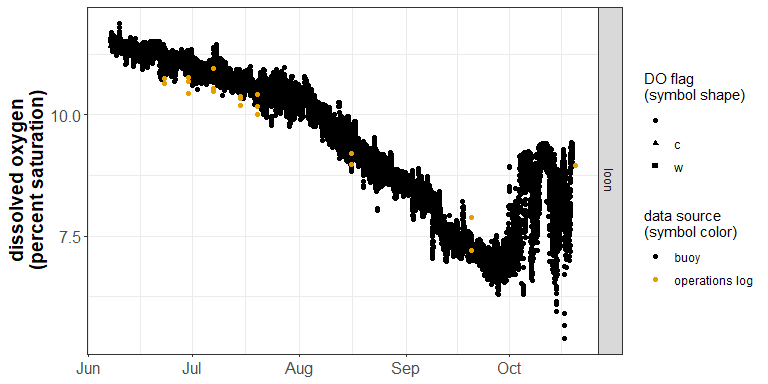 dissolved oxygen
(percent saturation)
10.0
7.5
Jun
Jul
Aug
Sep
Oct
loon
DO flag
(symbol shape)
c
w
data source
(symbol color)
buoy
operations log